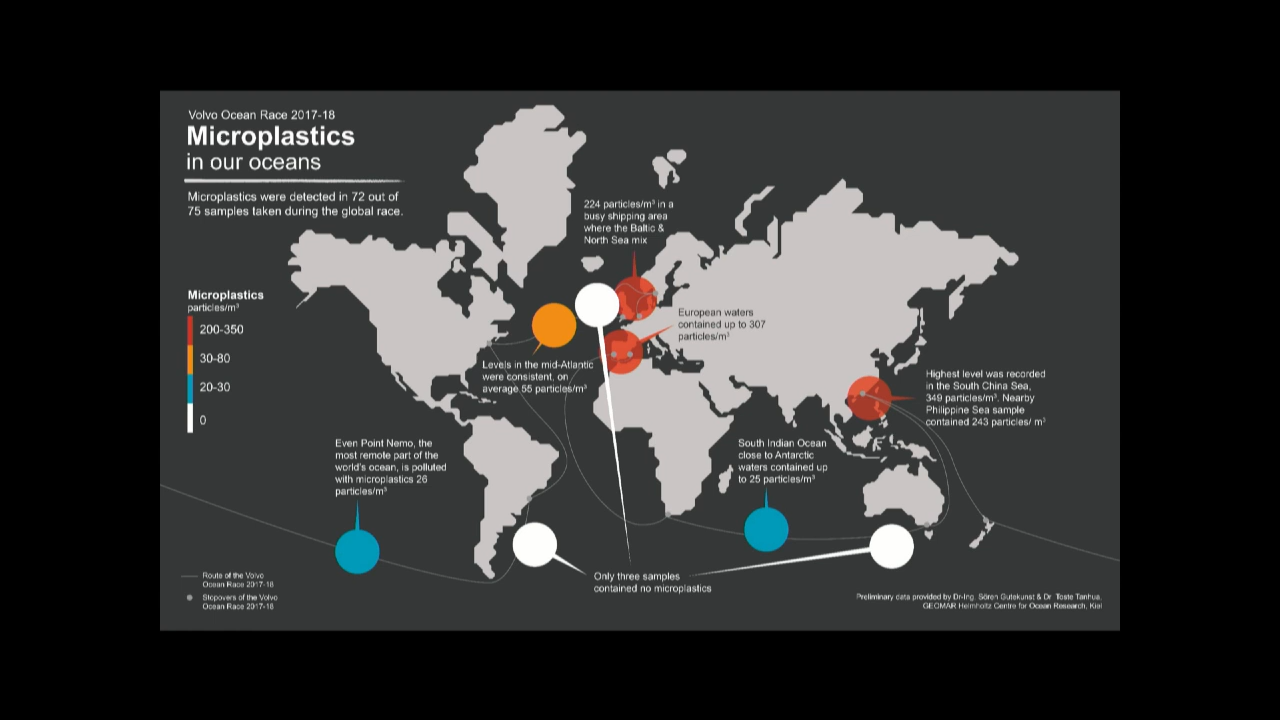 Volvo Ocean Race 2017-18
Microplastics
in our oceans
Microplastics were detected in 72 out of
75 samples taken during the global race.
224 particles/m³ in a
busy shipping area
where the Baltic &
North Sea mix
Microplastics
particles/m³
200-350
30-80
20-30
0
European waters
contained up to 307
particles/m³
Levels in the mid-Atlantic
were consistent, on
average 55 particles/m³
Highest level was recorded
in the South China Sea,
349 particles/m³. Nearby
Philippine Sea sample
contained 243 particles/ m³
Even Point Nemo, the
most remote part of the
world's ocean, is polluted
with microplastics 26
particles/m³
South Indian Ocean
close to Antarctic
waters contained up
to 25 particles/m³
Only three samples
contained no microplastics
Route of the Volvo
Ocean Race 2017-18
Stopovers of the Volvo
Ocean Race 2017-18
Preliminary data provided by Dr-Ing. Sören Gutekunst & Dr. Toste Tanhua,
GEOMAR Helmholtz Centre for Ocean Research, Kiel